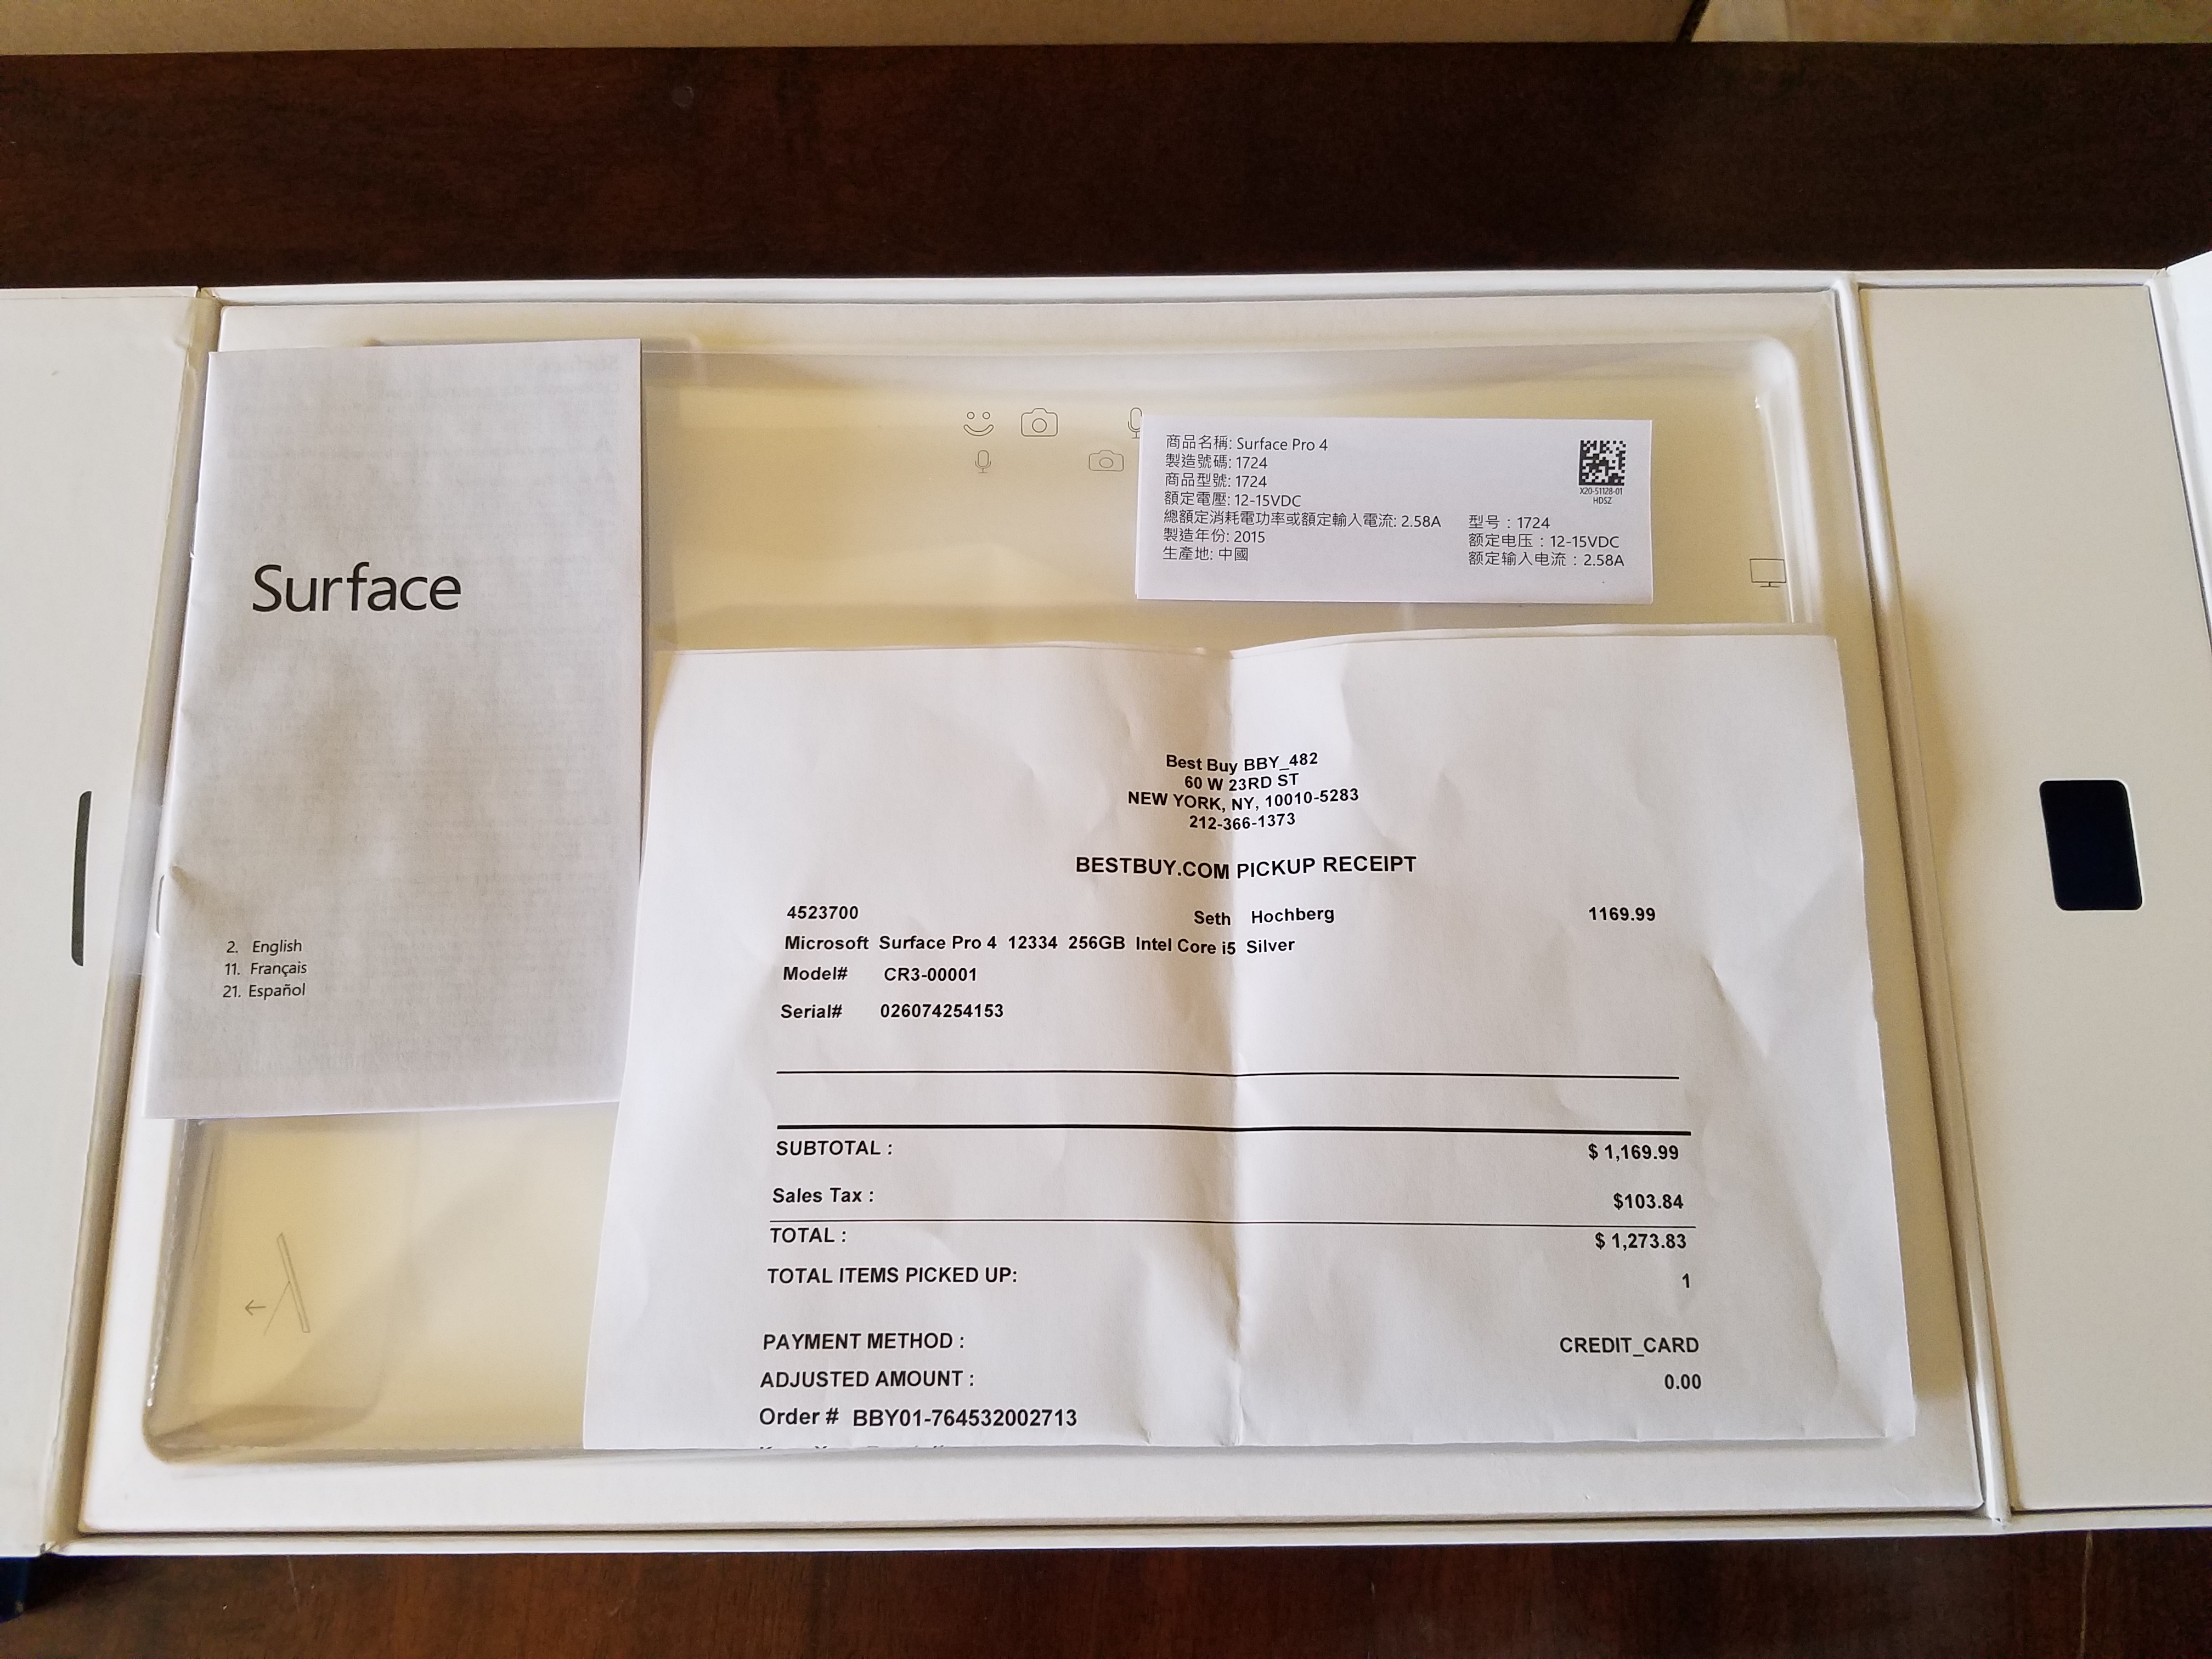 Surface
2. English
11. Français
21. Español
商品名稱: Surface Pro 4
製造號碼: 1724
商品型號: 1724
額定電壓: 12-15VDC
總額定消耗電功率或額定輸入電流: 2.58A
製造年份: 2015
生產地: 中國
X20-51128-01
HDSZ
型号：1724
额定电压：12-15VDC
额定输入电流：2.58A
Best Buy BBY_482
60 W 23RD ST
NEW YORK, NY, 10010-5283
212-366-1373
BESTBUY.COM PICKUP RECEIPT
4523700 Seth Hochberg 1169.99
Microsoft Surface Pro 4 12334 256GB Intel Core i5 Silver
Model# CR3-00001
Serial# 026074254153
SUBTOTAL : $ 1,169.99
Sales Tax : $103.84
TOTAL : $ 1,273.83
TOTAL ITEMS PICKED UP: 1
PAYMENT METHOD : CREDIT_CARD
ADJUSTED AMOUNT : 0.00
Order # BBY01-764532002713